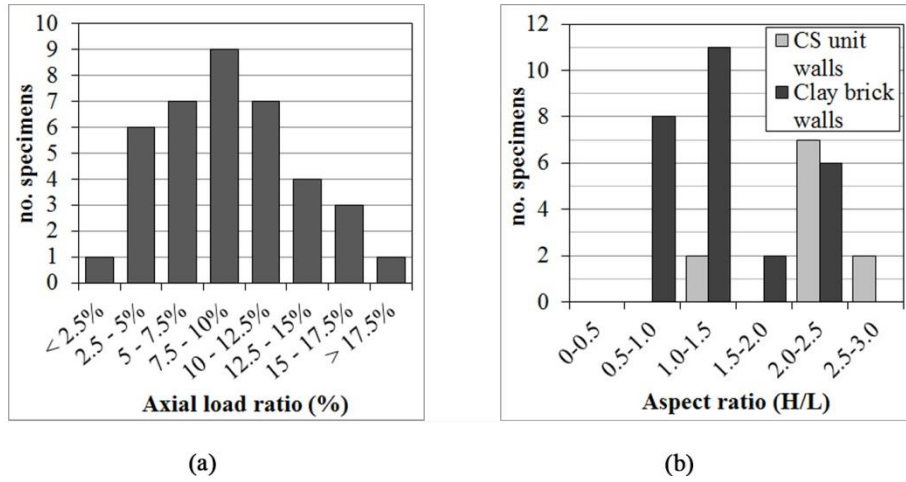 no. specimens
10
9
8
7
6
5
4
3
2
1
0
< 2.5%
2.5 - 5%
5 - 7.5%
7.5 - 10%
10 - 12.5%
12.5 - 15%
15 - 17.5%
> 17.5%
Axial load ratio (%)
(a)
no. specimens
12
10
8
6
4
2
0
CS unit
walls
Clay brick
walls
0-0.5
0.5-1.0
1.0-1.5
1.5-2.0
2.0-2.5
2.5-3.0
Aspect ratio (H/L)
(b)